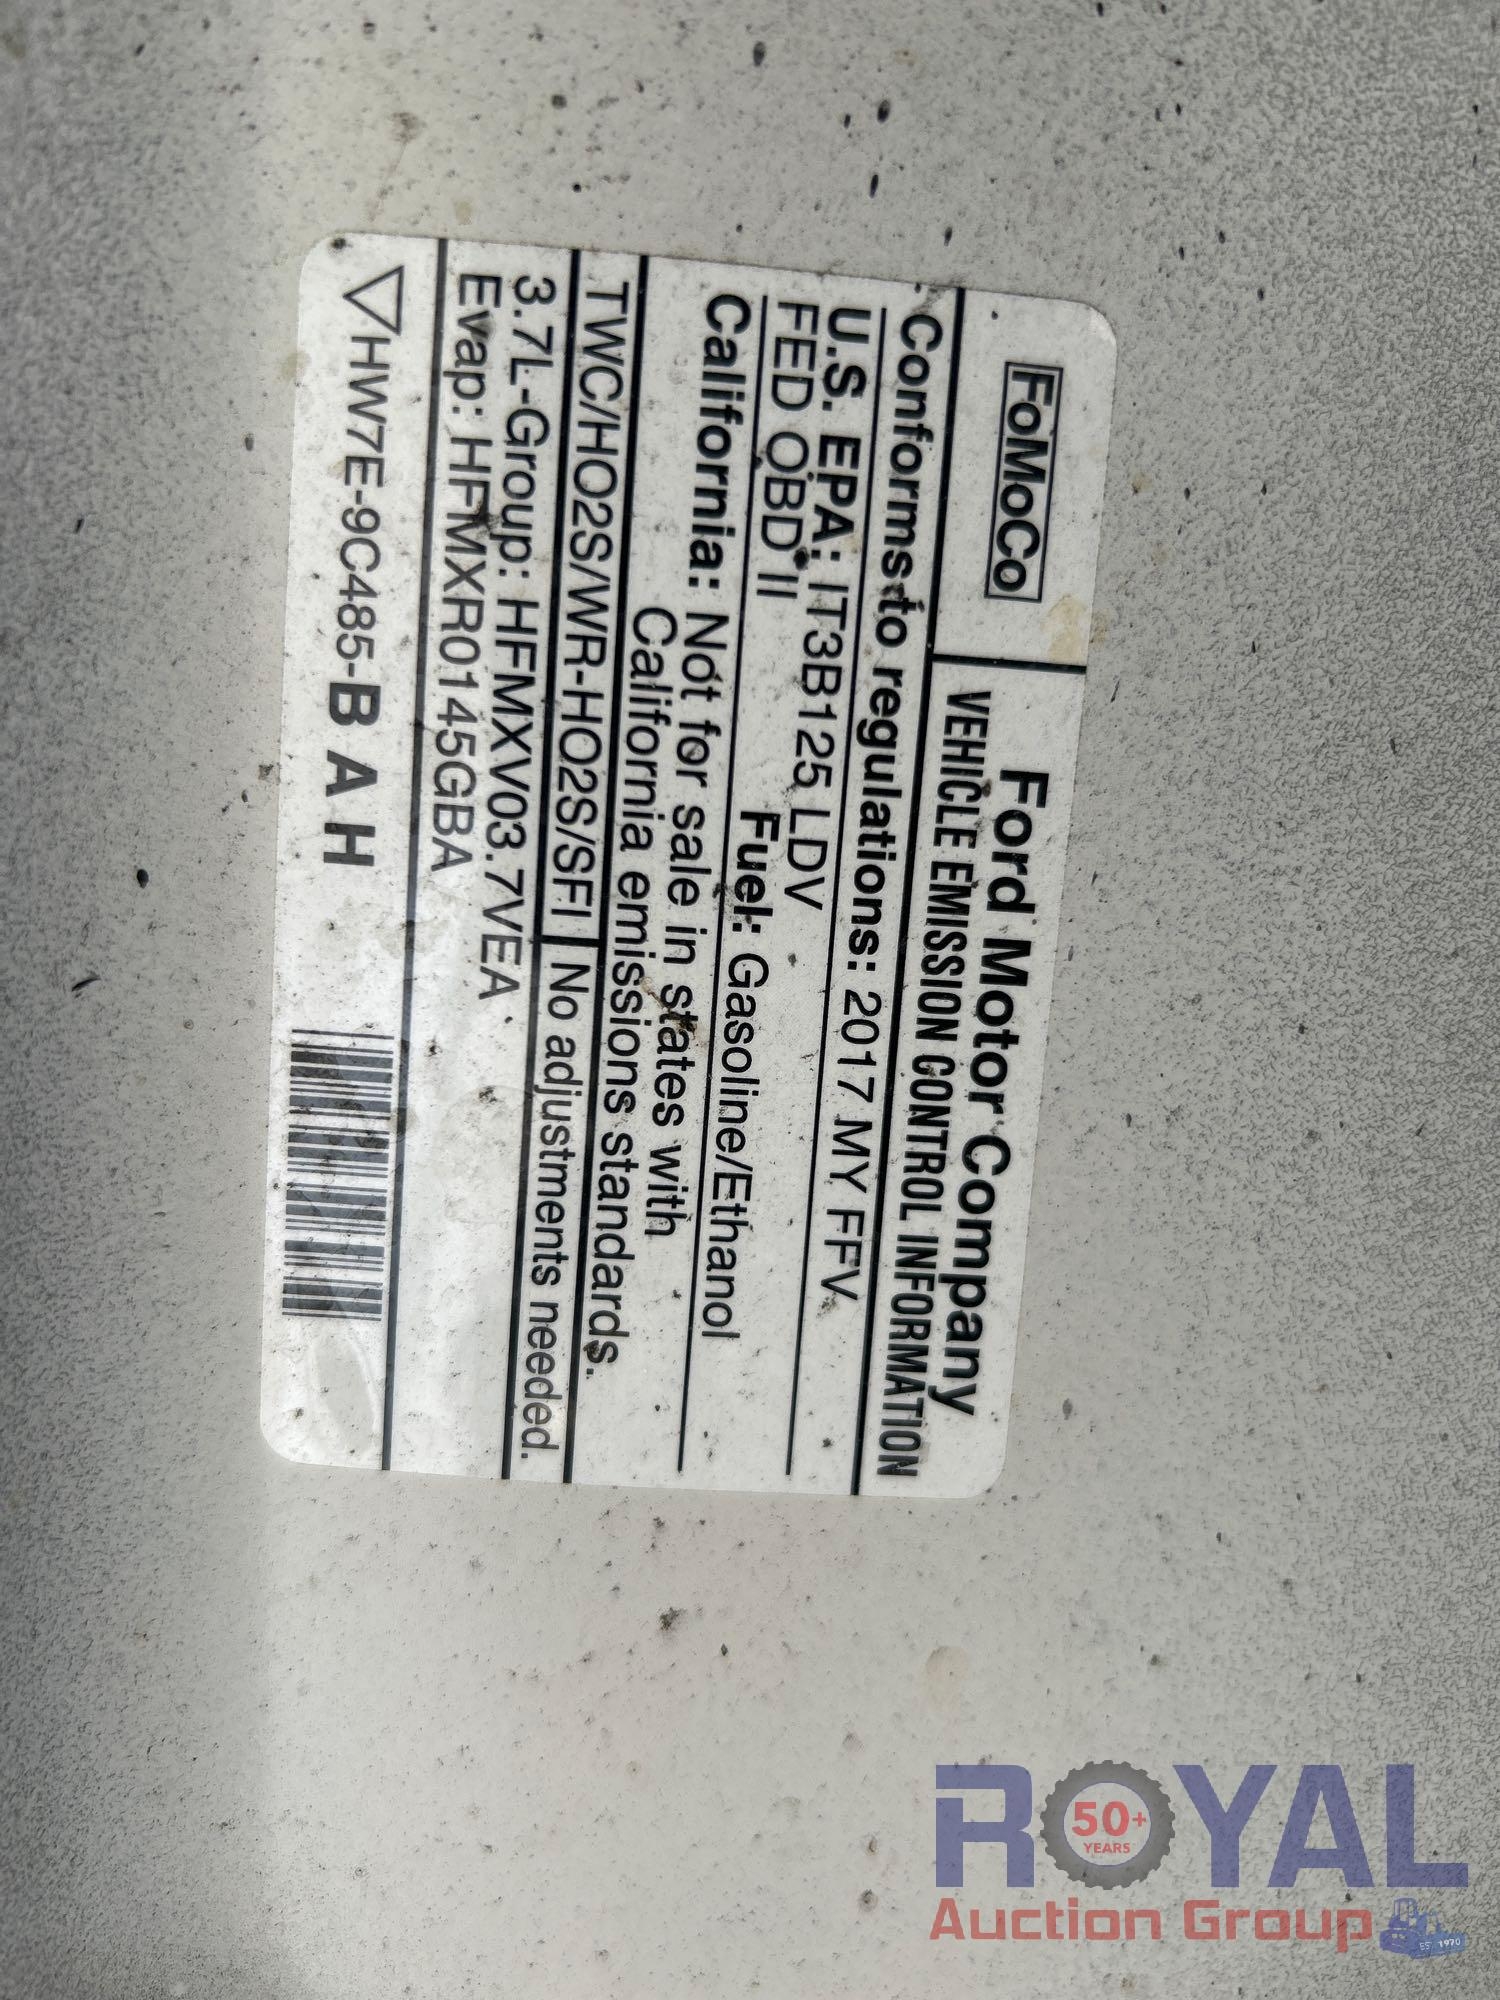 FoMoCo
Ford Motor Company
VEHICLE EMISSION CONTROL INFORMATION
Conforms to regulations: 2017 MY FFV
U.S. EPA: IT3B125 LDV
FED OBD II
Fuel: Gasoline/Ethanol
California: Not for sale in states with
California emissions standards.
TWC/HO2S/WR-HO2S/SFI
No adjustments needed.
3.7L-Group: HFMXV03.7VEA
Evap: HFMXR0145GBA
HW7E-9C485-B A H
ROYAL
50+
YEARS
Auction Group
EST 1970